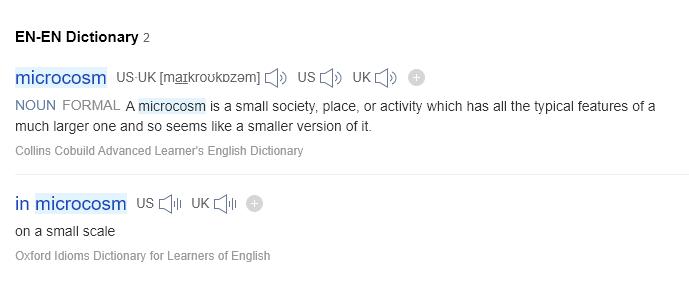 EN-EN Dictionary 2
microcosm US·UK [maɪkroʊkɒzəm] US UK
NOUN FORMAL A microcosm is a small society, place, or activity which has all the typical features of a
much larger one and so seems like a smaller version of it.
Collins Cobuild Advanced Learner's English Dictionary
in microcosm US UK
on a small scale
Oxford Idioms Dictionary for Learners of English